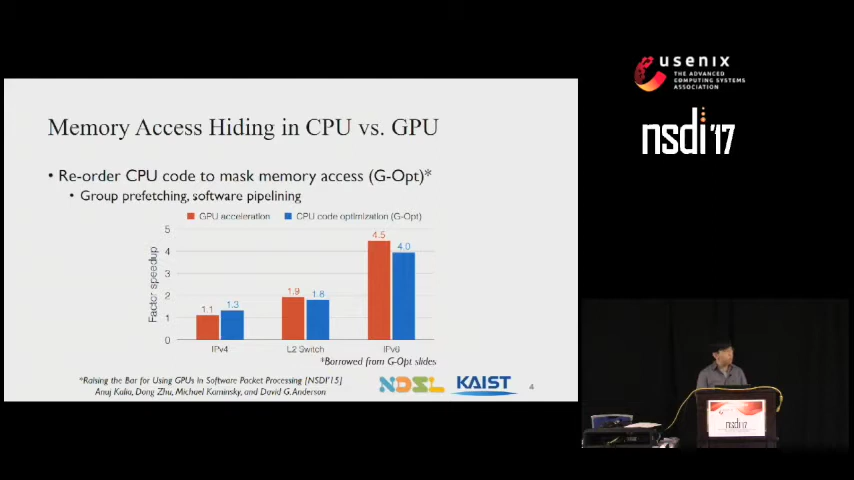 Memory Access Hiding in CPU vs. GPU
• Re-order CPU code to mask memory access (G-Opt)*
• Group prefetching, software pipelining
GPU acceleration
CPU code optimization (G-Opt)
Factor speedup
5
4
3
2
1
0
1.1
1.3
1.9
1.8
4.5
4.0
IPv4
L2 Switch
IPv6
*Borrowed from G-Opt slides
*Raising the Bar for Using GPUs in Software Packet Processing [NSDI'15]
Anuj Kalia, Dong Zhu, Michael Kaminsky, and David G. Anderson
NDSL
KAIST
4
usenix
THE ADVANCED
COMPUTING SYSTEMS
ASSOCIATION
nsdi'17
nsdi'17